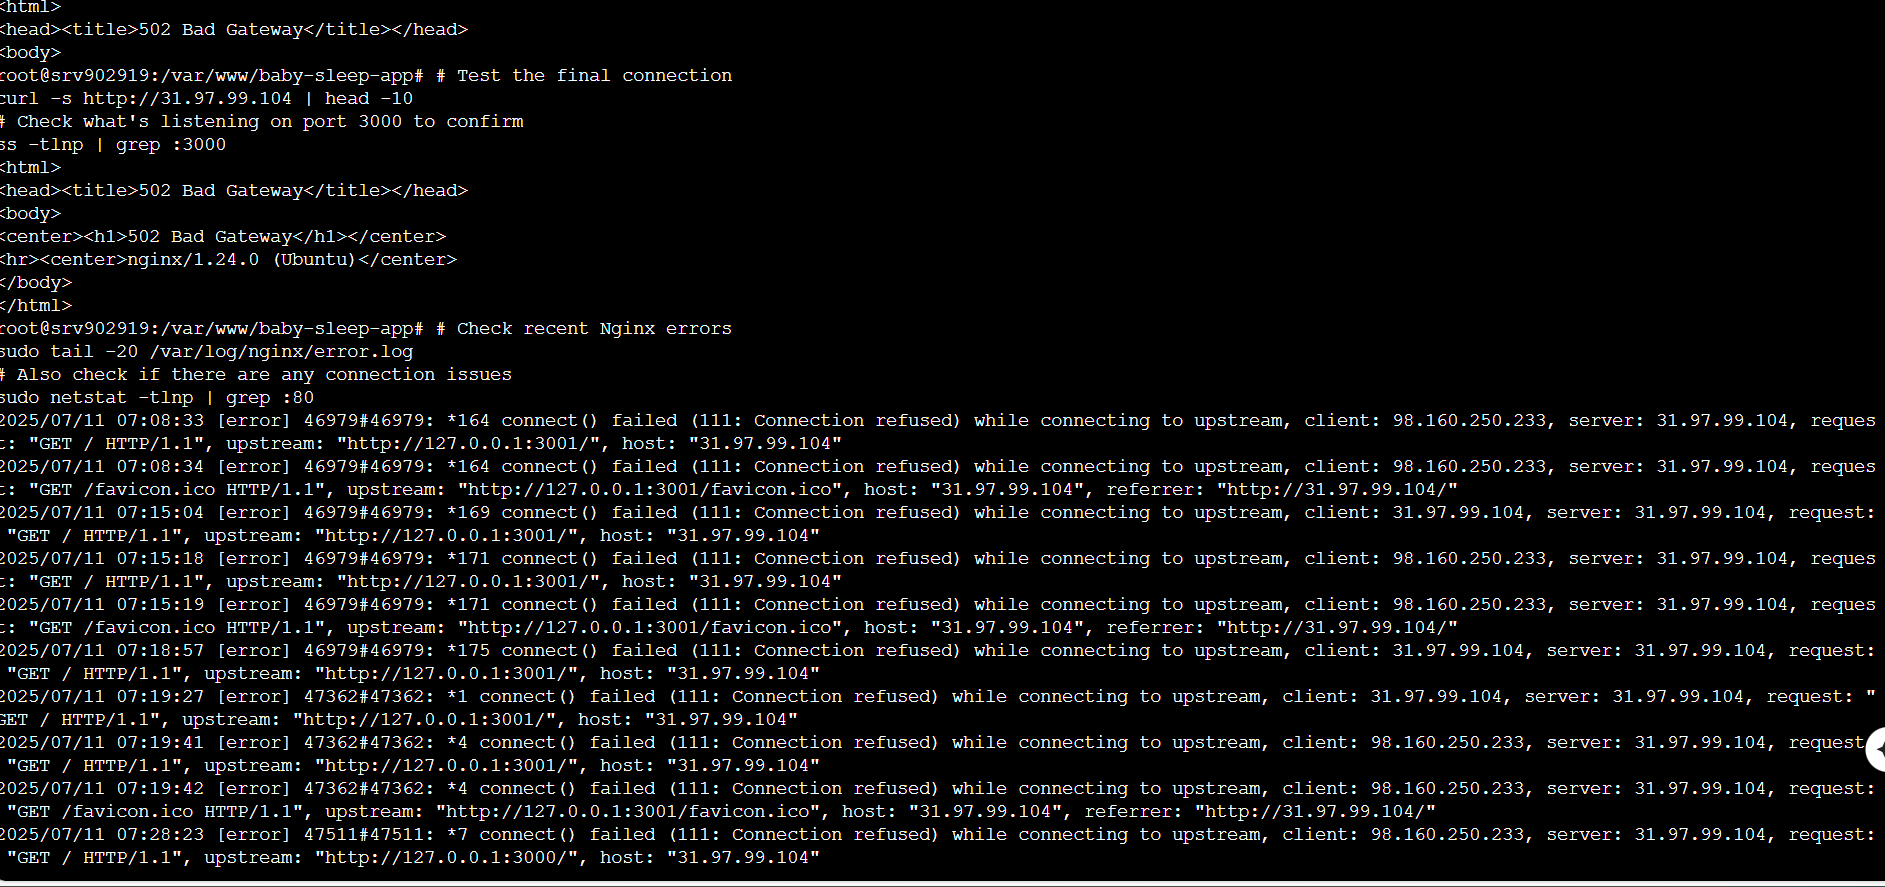 <html>
<head><title>502 Bad Gateway</title></head>
<body>
root@srv902919:/var/www/baby-sleep-app# # Test the final connection
curl -s http://31.97.99.104 | head -10
# Check what's listening on port 3000 to confirm
ss -tlnp | grep :3000
<html>
<head><title>502 Bad Gateway</title></head>
<body>
<center><h1>502 Bad Gateway</h1></center>
<hr><center>nginx/1.24.0 (Ubuntu)</center>
</body>
</html>
root@srv902919:/var/www/baby-sleep-app# # Check recent Nginx errors
sudo tail -20 /var/log/nginx/error.log
# Also check if there are any connection issues
sudo netstat -tlnp | grep :80
2025/07/11 07:08:33 [error] 46979#46979: *164 connect() failed (111: Connection refused) while connecting to upstream, client: 98.160.250.233, server: 31.97.99.104, reques
t: "GET / HTTP/1.1", upstream: "http://127.0.0.1:3001/", host: "31.97.99.104"
2025/07/11 07:08:34 [error] 46979#46979: *164 connect() failed (111: Connection refused) while connecting to upstream, client: 98.160.250.233, server: 31.97.99.104, reques
t: "GET /favicon.ico HTTP/1.1", upstream: "http://127.0.0.1:3001/favicon.ico", host: "31.97.99.104", referrer: "http://31.97.99.104/"
2025/07/11 07:15:04 [error] 46979#46979: *169 connect() failed (111: Connection refused) while connecting to upstream, client: 31.97.99.104, server: 31.97.99.104, request:
"GET / HTTP/1.1", upstream: "http://127.0.0.1:3001/", host: "31.97.99.104"
2025/07/11 07:15:18 [error] 46979#46979: *171 connect() failed (111: Connection refused) while connecting to upstream, client: 98.160.250.233, server: 31.97.99.104, reques
t: "GET / HTTP/1.1", upstream: "http://127.0.0.1:3001/", host: "31.97.99.104"
2025/07/11 07:15:19 [error] 46979#46979: *171 connect() failed (111: Connection refused) while connecting to upstream, client: 98.160.250.233, server: 31.97.99.104, reques
t: "GET /favicon.ico HTTP/1.1", upstream: "http://127.0.0.1:3001/favicon.ico", host: "31.97.99.104", referrer: "http://31.97.99.104/"
2025/07/11 07:18:57 [error] 46979#46979: *175 connect() failed (111: Connection refused) while connecting to upstream, client: 31.97.99.104, server: 31.97.99.104, request:
"GET / HTTP/1.1", upstream: "http://127.0.0.1:3001/", host: "31.97.99.104"
2025/07/11 07:19:27 [error] 47362#47362: *1 connect() failed (111: Connection refused) while connecting to upstream, client: 31.97.99.104, server: 31.97.99.104, request: "
GET / HTTP/1.1", upstream: "http://127.0.0.1:3001/", host: "31.97.99.104"
2025/07/11 07:19:41 [error] 47362#47362: *4 connect() failed (111: Connection refused) while connecting to upstream, client: 98.160.250.233, server: 31.97.99.104, request
"GET / HTTP/1.1", upstream: "http://127.0.0.1:3001/", host: "31.97.99.104"
2025/07/11 07:19:42 [error] 47362#47362: *4 connect() failed (111: Connection refused) while connecting to upstream, client: 98.160.250.233, server: 31.97.99.104, request:
"GET /favicon.ico HTTP/1.1", upstream: "http://127.0.0.1:3001/favicon.ico", host: "31.97.99.104", referrer: "http://31.97.99.104/"
2025/07/11 07:28:23 [error] 47511#47511: *7 connect() failed (111: Connection refused) while connecting to upstream, client: 98.160.250.233, server: 31.97.99.104, request:
"GET / HTTP/1.1", upstream: "http://127.0.0.1:3000/", host: "31.97.99.104"